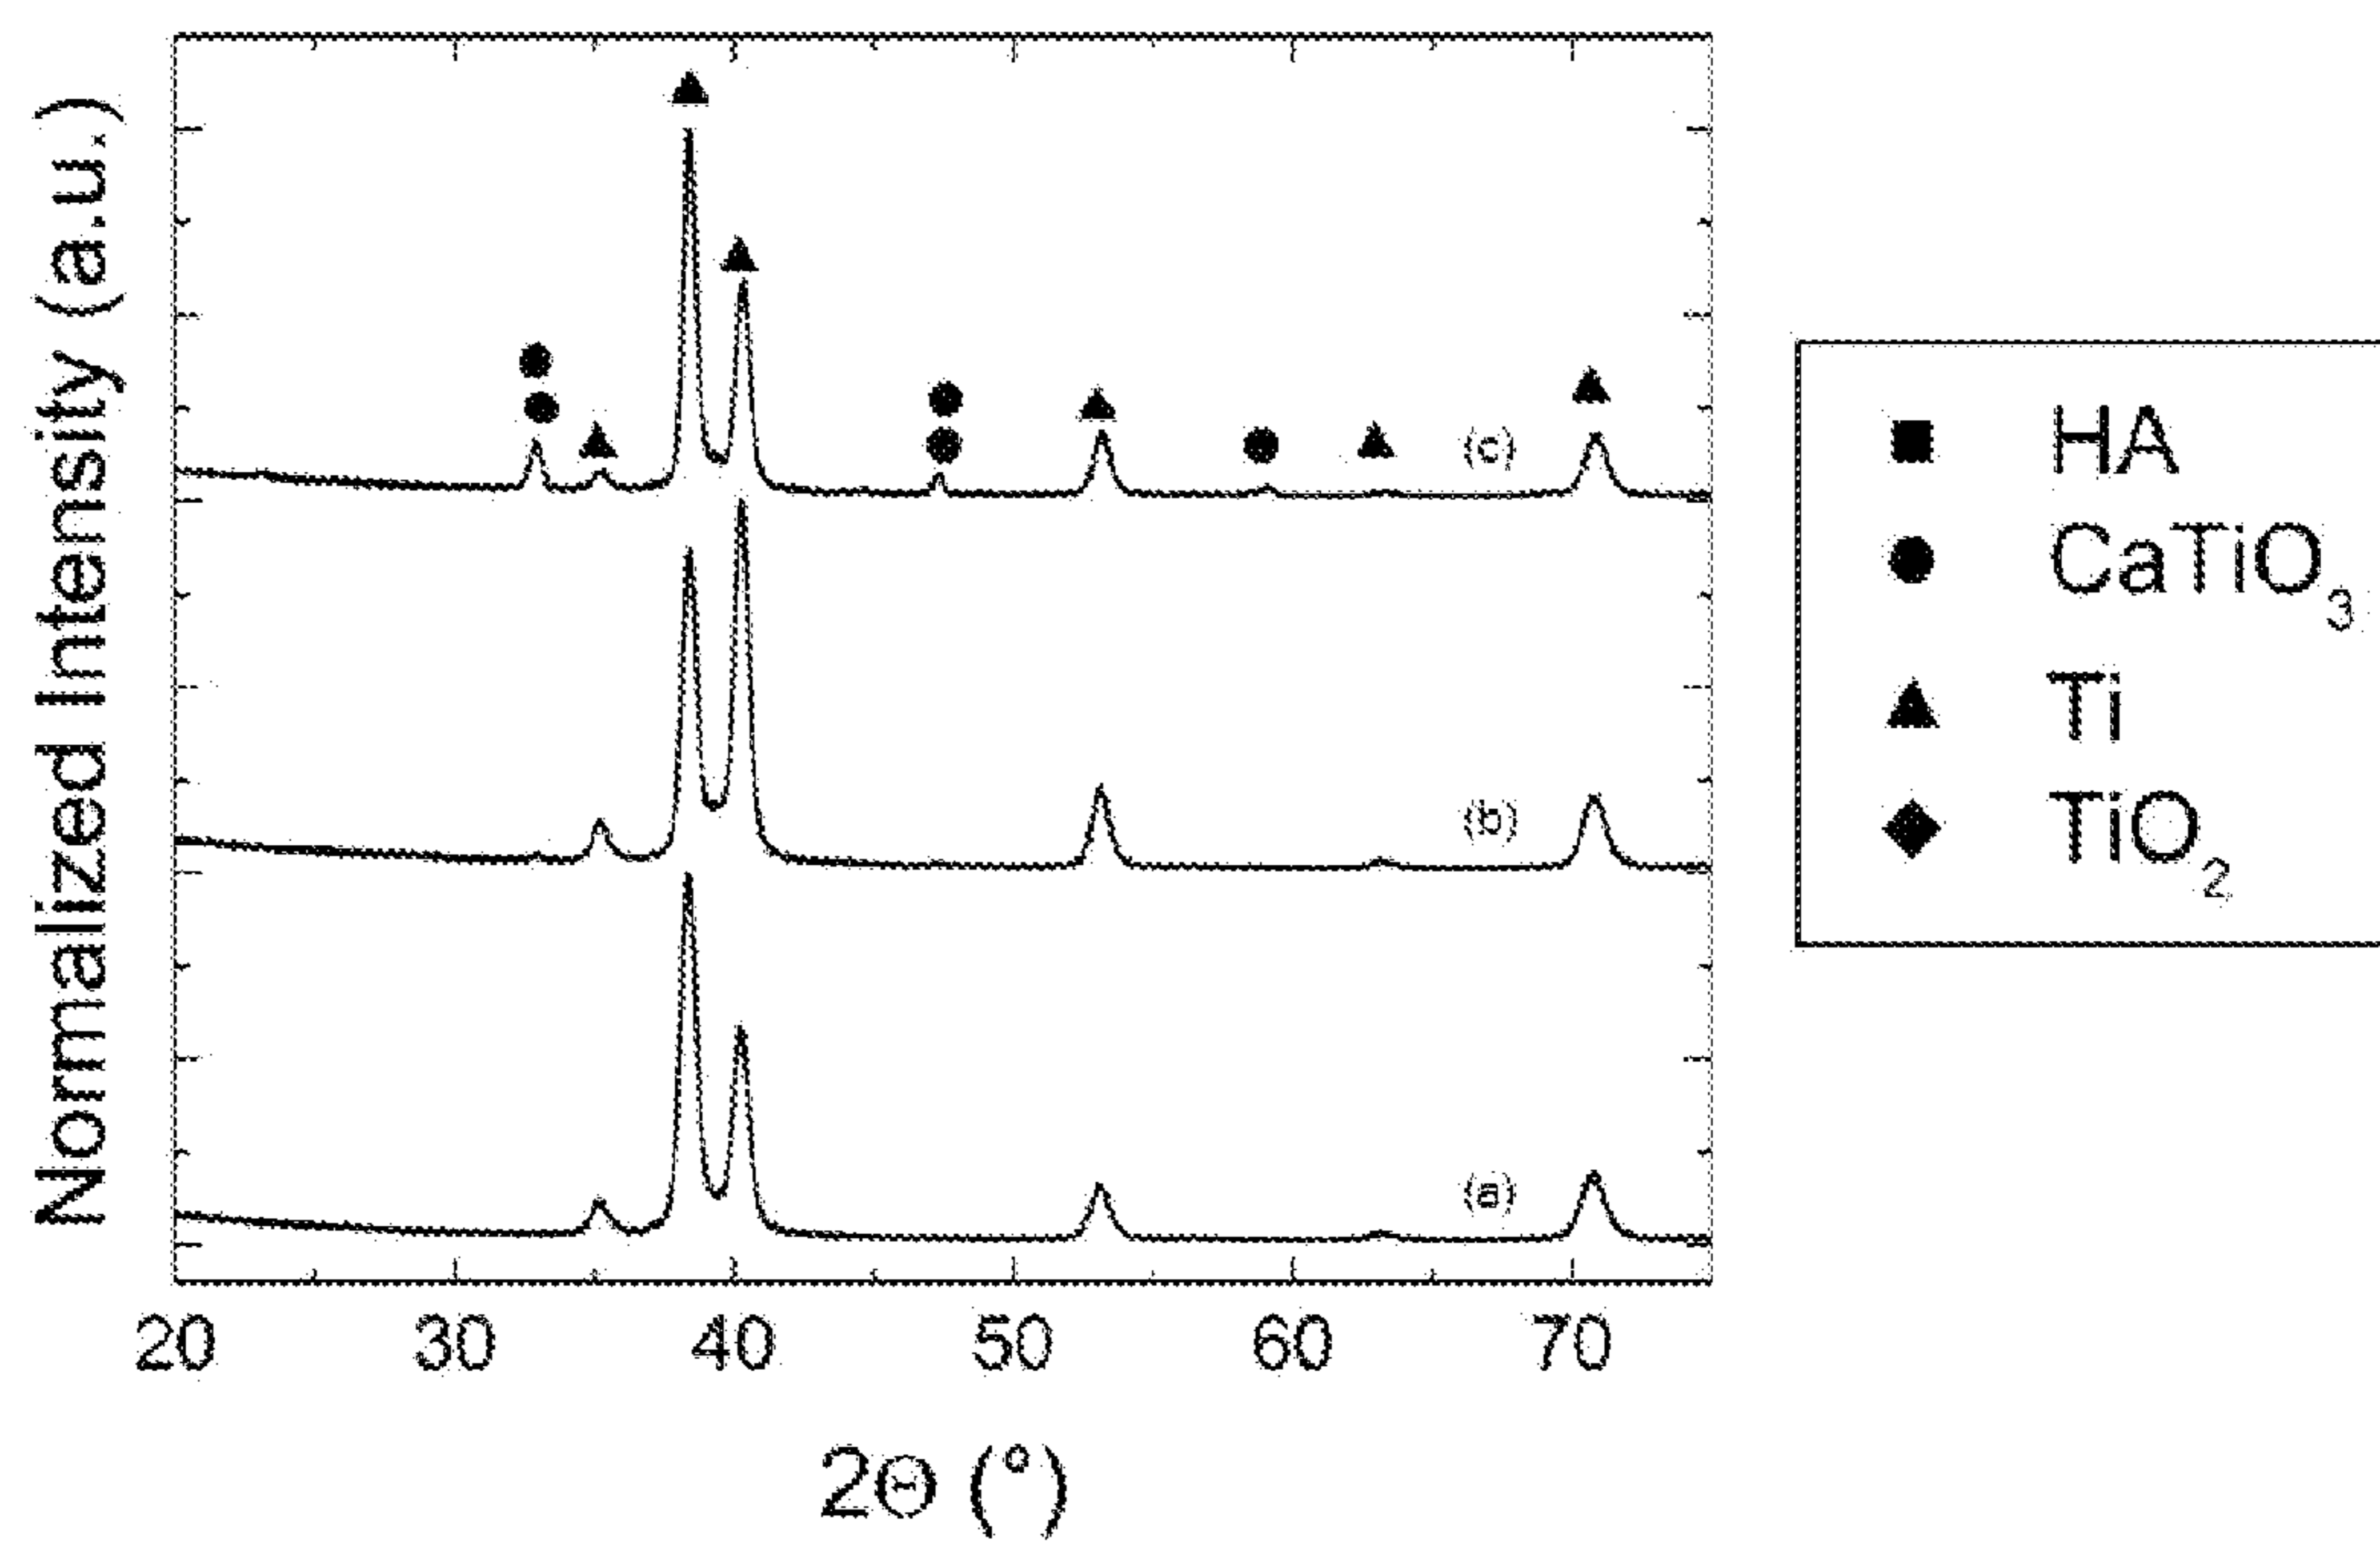 Normalized Intensity (a.u.)
(c)
(b)
(a)
20 30 40 50 60 70
2Θ (°)
HA
CaTiO₃
Ti
TiO₂